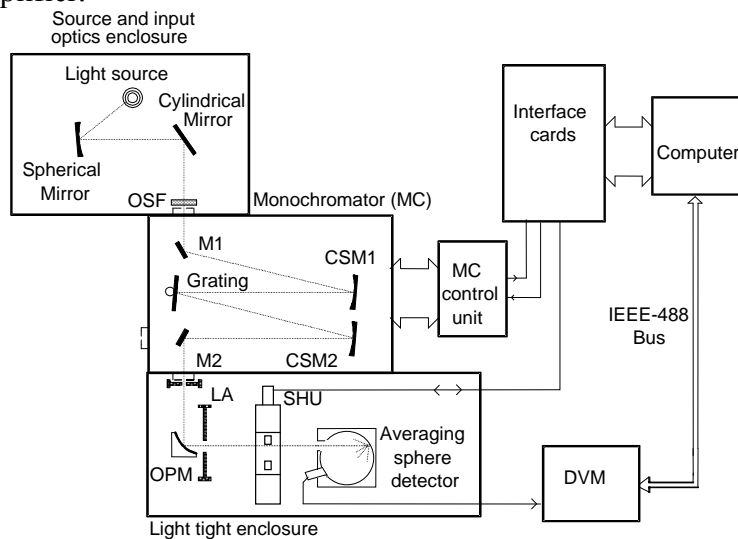 Source and input
optics enclosure
Light source
Cylindrical
Mirror
Spherical
Mirror
OSF
Monochromator (MC)
M1
CSM1
Grating
M2
CSM2
LA
SHU
OPM
Averaging
sphere
detector
Light tight enclosure
Interface
cards
Computer
MC
control
unit
IEEE-488
Bus
DVM